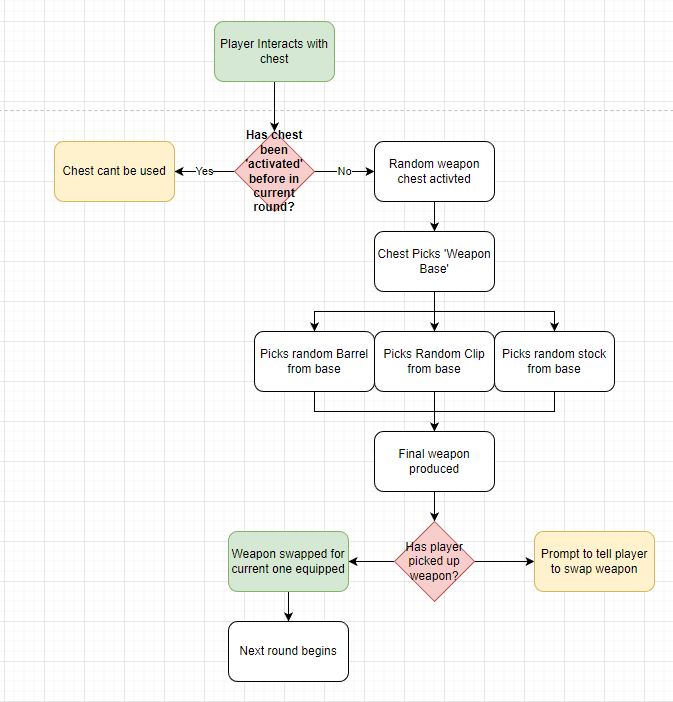 Player Interacts with
chest
Has chest
been
'activated'
before in
current
round?
Chest cant be used
Yes
No
Random weapon
chest activted
Chest Picks 'Weapon
Base'
Picks random Barrel
from base
Picks Random Clip
from base
Picks random stock
from base
Final weapon
produced
Weapon swapped for
current one equipped
Has player
picked up
weapon?
Prompt to tell player
to swap weapon
Next round begins